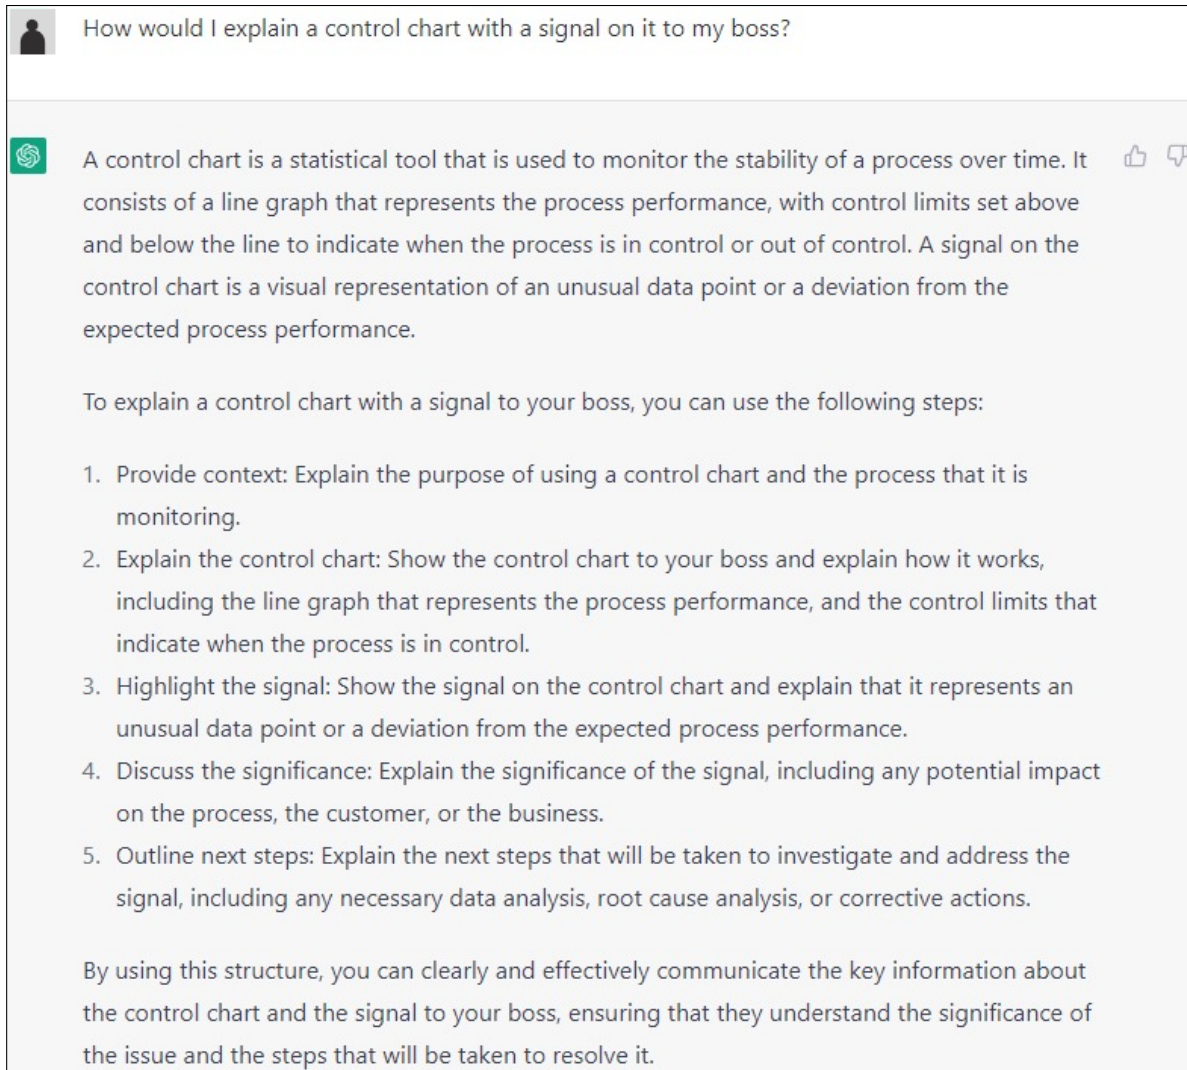 How would I explain a control chart with a signal on it to my boss?
A control chart is a statistical tool that is used to monitor the stability of a process over time. It
consists of a line graph that represents the process performance, with control limits set above
and below the line to indicate when the process is in control or out of control. A signal on the
control chart is a visual representation of an unusual data point or a deviation from the
expected process performance.
To explain a control chart with a signal to your boss, you can use the following steps:
1. Provide context: Explain the purpose of using a control chart and the process that it is
monitoring.
2. Explain the control chart: Show the control chart to your boss and explain how it works,
including the line graph that represents the process performance, and the control limits that
indicate when the process is in control.
3. Highlight the signal: Show the signal on the control chart and explain that it represents an
unusual data point or a deviation from the expected process performance.
4. Discuss the significance: Explain the significance of the signal, including any potential impact
on the process, the customer, or the business.
5. Outline next steps: Explain the next steps that will be taken to investigate and address the
signal, including any necessary data analysis, root cause analysis, or corrective actions.
By using this structure, you can clearly and effectively communicate the key information about
the control chart and the signal to your boss, ensuring that they understand the significance of
the issue and the steps that will be taken to resolve it.